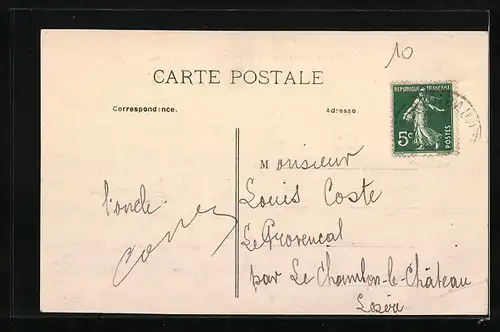 10
CARTE POSTALE
Correspondance.
Adresse.
REPUBLIQUE FRANÇAISE
5c
POSTES
Monsieur
Louis Coste
Le Provencal
par Le Chambon-le-Château
Lozère
l'oncle